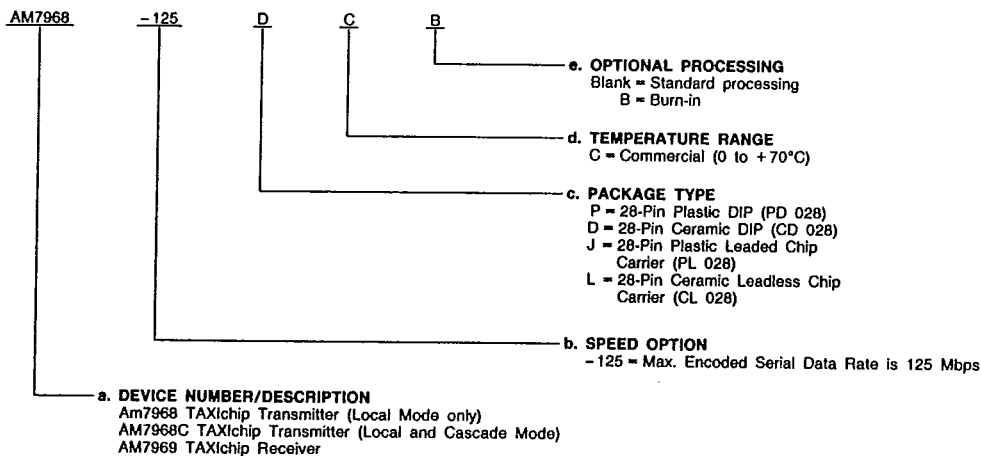 AM7968 -125 D C B
e. OPTIONAL PROCESSING
Blank = Standard processing
B = Burn-in
d. TEMPERATURE RANGE
C = Commercial (0 to +70°C)
c. PACKAGE TYPE
P = 28-Pin Plastic DIP (PD 028)
D = 28-Pin Ceramic DIP (CD 028)
J = 28-Pin Plastic Leaded Chip
Carrier (PL 028)
L = 28-Pin Ceramic Leadless Chip
Carrier (CL 028)
b. SPEED OPTION
-125 = Max. Encoded Serial Data Rate is 125 Mbps
a. DEVICE NUMBER/DESCRIPTION
Am7968 TAXIchip Transmitter (Local Mode only)
AM7968C TAXIchip Transmitter (Local and Cascade Mode)
AM7969 TAXIchip Receiver